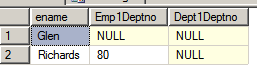 ename Emp1Deptno Dept1Deptno
1 Glen NULL NULL
2 Richards 80 NULL